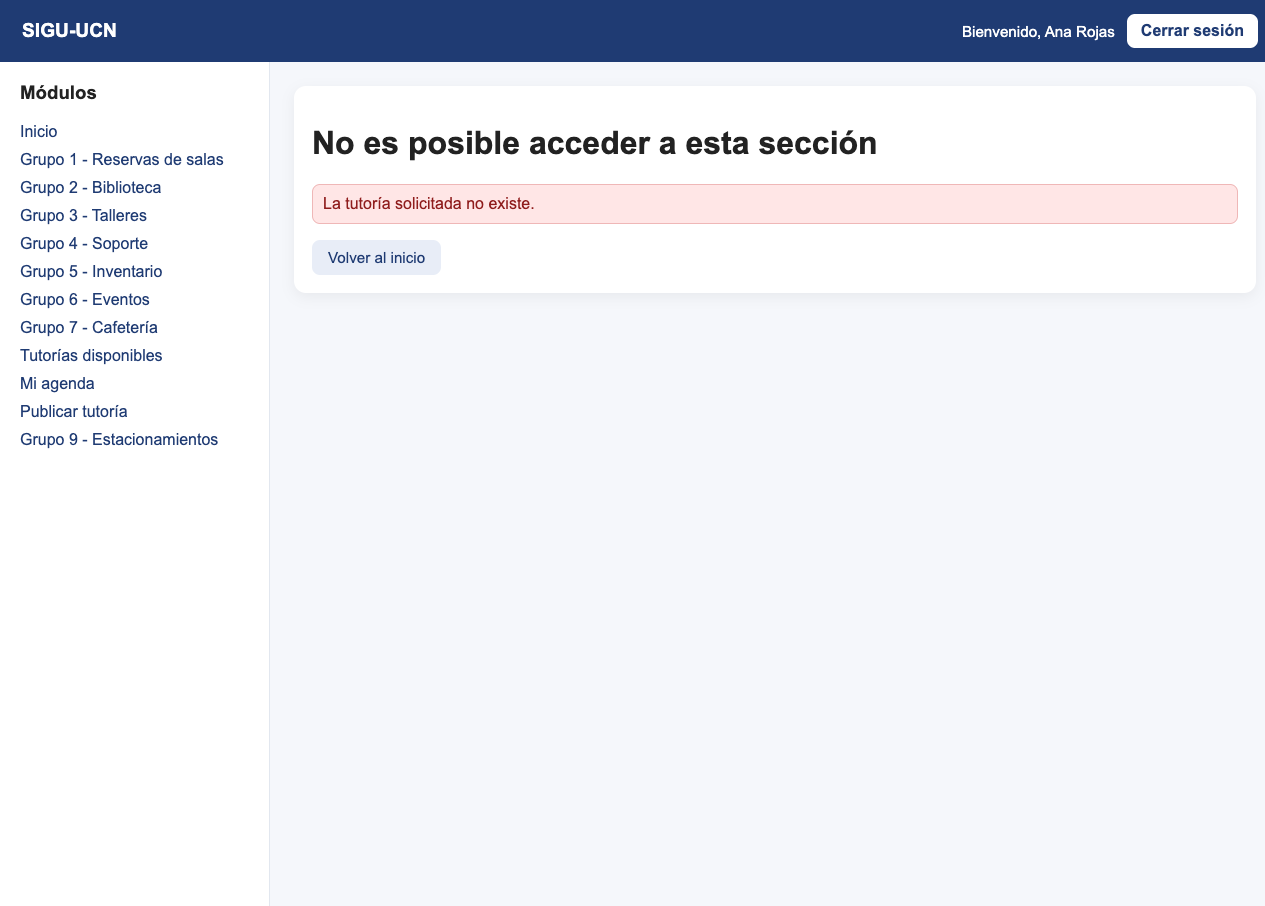 SIGU-UCN
Bienvenido, Ana Rojas
Cerrar sesión
Módulos
Inicio
Grupo 1 - Reservas de salas
Grupo 2 - Biblioteca
Grupo 3 - Talleres
Grupo 4 - Soporte
Grupo 5 - Inventario
Grupo 6 - Eventos
Grupo 7 - Cafetería
Tutorías disponibles
Mi agenda
Publicar tutoría
Grupo 9 - Estacionamientos
No es posible acceder a esta sección
La tutoría solicitada no existe.
Volver al inicio